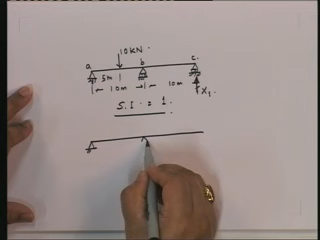 10KN.
a b c.
5m
10m 10m
X1
S.I. = 1.